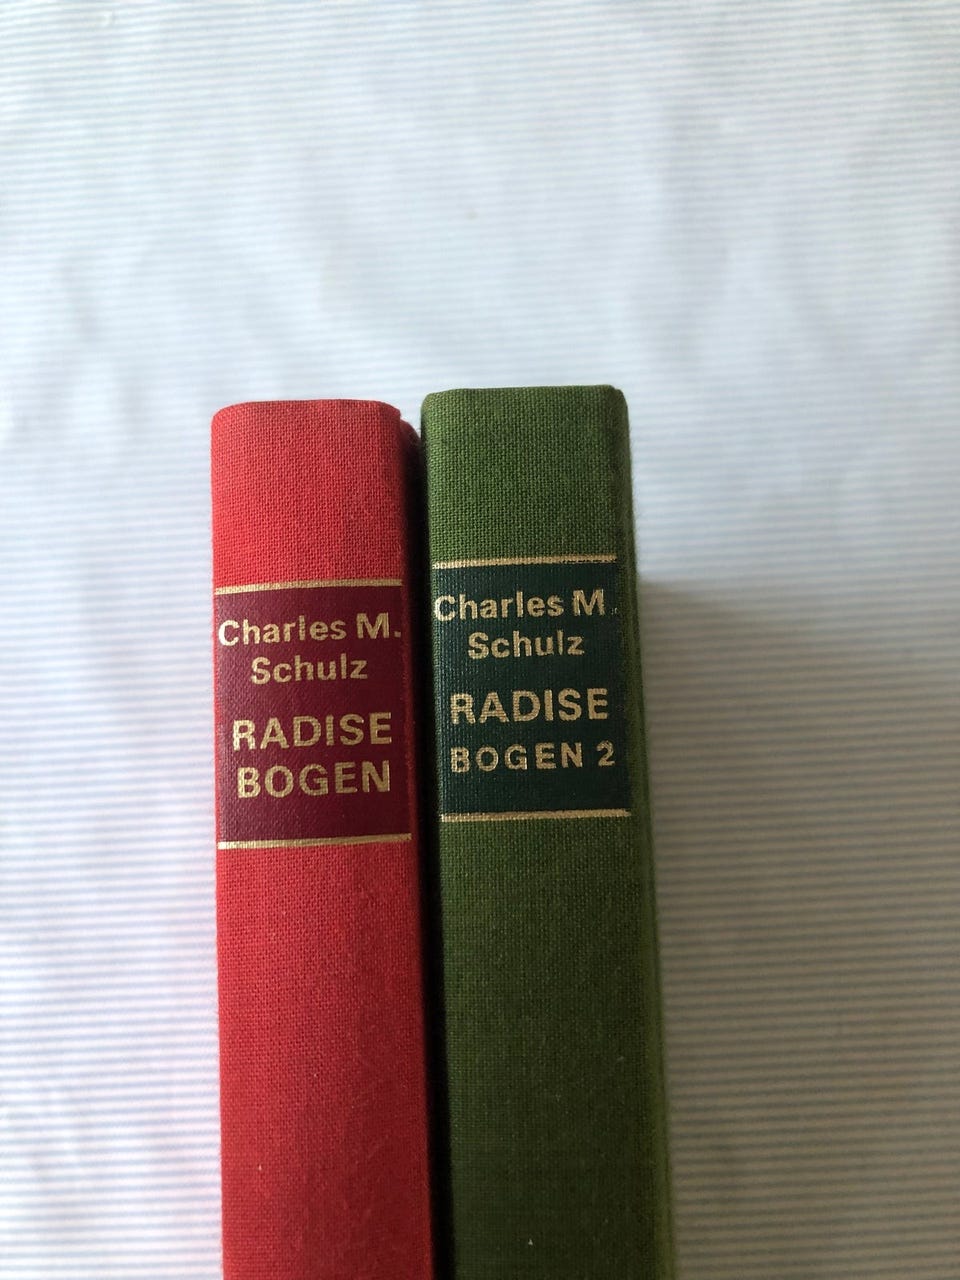 Charles M.
Schulz
RADISE
BOGEN
Charles M.
Schulz
RADISE
BOGEN 2